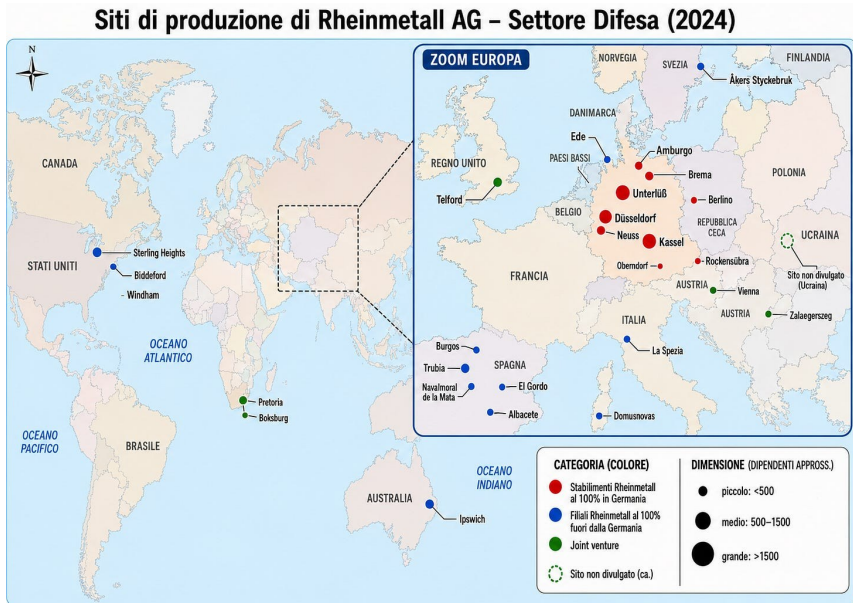 Siti di produzione di Rheinmetall AG – Settore Difesa (2024)
N
CANADA
STATI UNITI
Sterling Heights
Biddeford
Windham
OCEANO
ATLANTICO
OCEANO
PACIFICO
BRASILE
Pretoria
Boksburg
AUSTRALIA
Ipswich
OCEANO
INDIANO
ZOOM EUROPA
NORVEGIA
SVEZIA
FINLANDIA
Åkers Styckebruk
DANIMARCA
Ede
Amburgo
REGNO UNITO
PAESI BASSI
Brema
POLONIA
Telford
Unterlüß
Berlino
BELGIO
Düsseldorf
REPUBBLICA
CECA
UCRAINA
Neuss
Kassel
Sito non divulgato
(Ucraina)
FRANCIA
Obemdorf
Rockensübra
AUSTRIA
Vienna
AUSTRIA
Zalaegerszeg
ITALIA
La Spezia
Burgos
SPAGNA
Trubia
Navalmoral
de la Mata
El Gordo
Albacete
Domusnovas
CATEGORIA (COLORE)
Stabilimenti Rheinmetall
al 100% in Germania
Filiali Rheinmetall al 100%
fuori dalla Germania
Joint venture
Sito non divulgato (ca.)
DIMENSIONE (DIPENDENTI APPROSS.)
piccolo: <500
medio: 500–1500
grande: >1500